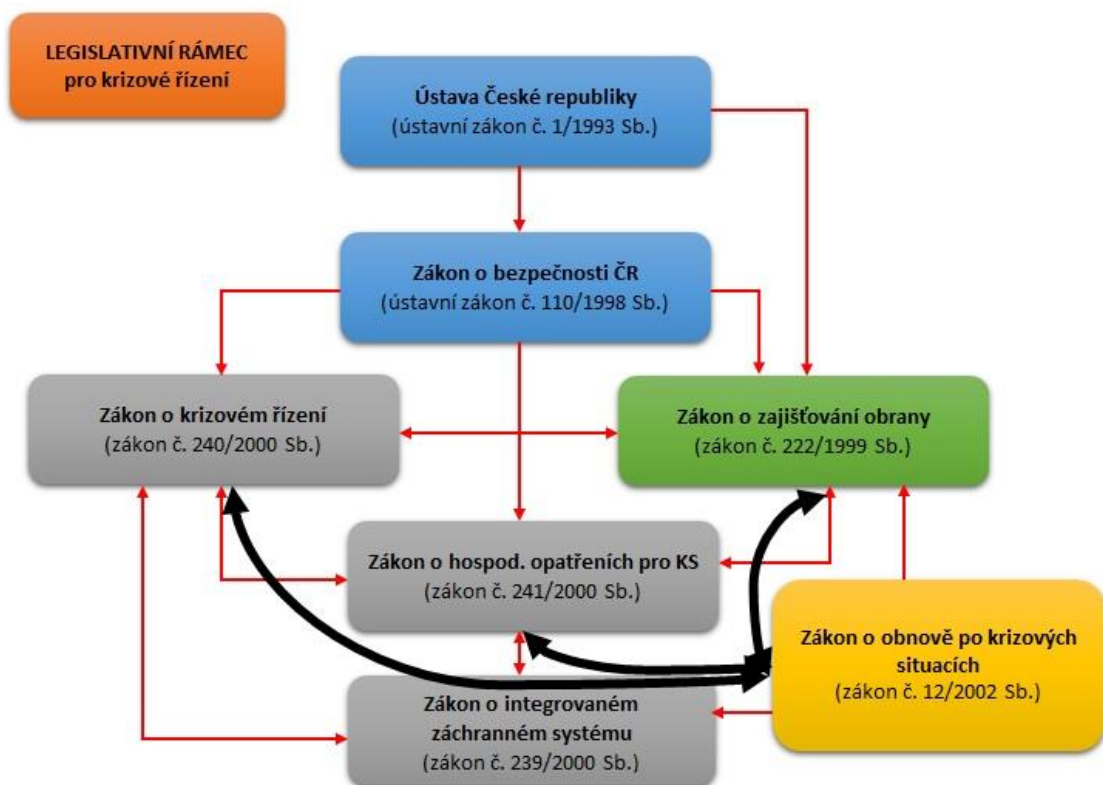 LEGISLATIVNÍ RÁMEC
pro krizové řízení
Ústava České republiky
(ústavní zákon č. 1/1993 Sb.)
Zákon o bezpečnosti ČR
(ústavní zákon č. 110/1998 Sb.)
Zákon o krizovém řízení
(zákon č. 240/2000 Sb.)
Zákon o zajišťování obrany
(zákon č. 222/1999 Sb.)
Zákon o hospod. opatřeních pro KS
(zákon č. 241/2000 Sb.)
Zákon o obnově po krizových
situacích
(zákon č. 12/2002 Sb.)
Zákon o integrovaném
záchranném systému
(zákon č. 239/2000 Sb.)